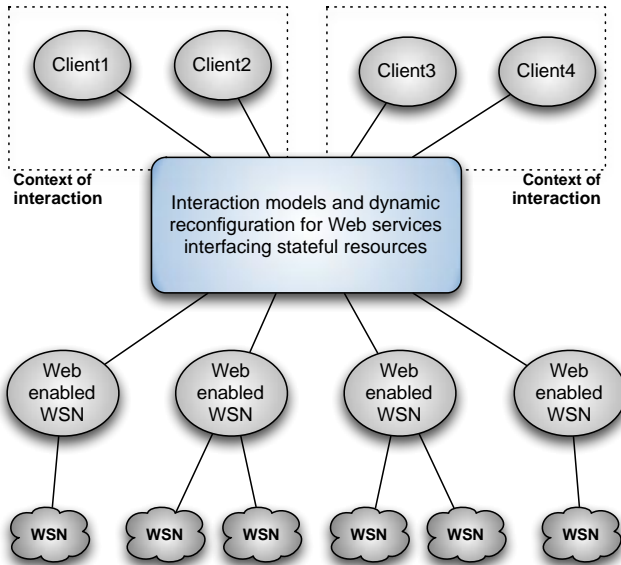 Client1
Client2
Client3
Client4
Context of
interaction
Context of
interaction
Interaction models and dynamic
reconfiguration for Web services
interfacing stateful resources
Web
enabled
WSN
Web
enabled
WSN
Web
enabled
WSN
Web
enabled
WSN
WSN
WSN
WSN
WSN
WSN
WSN